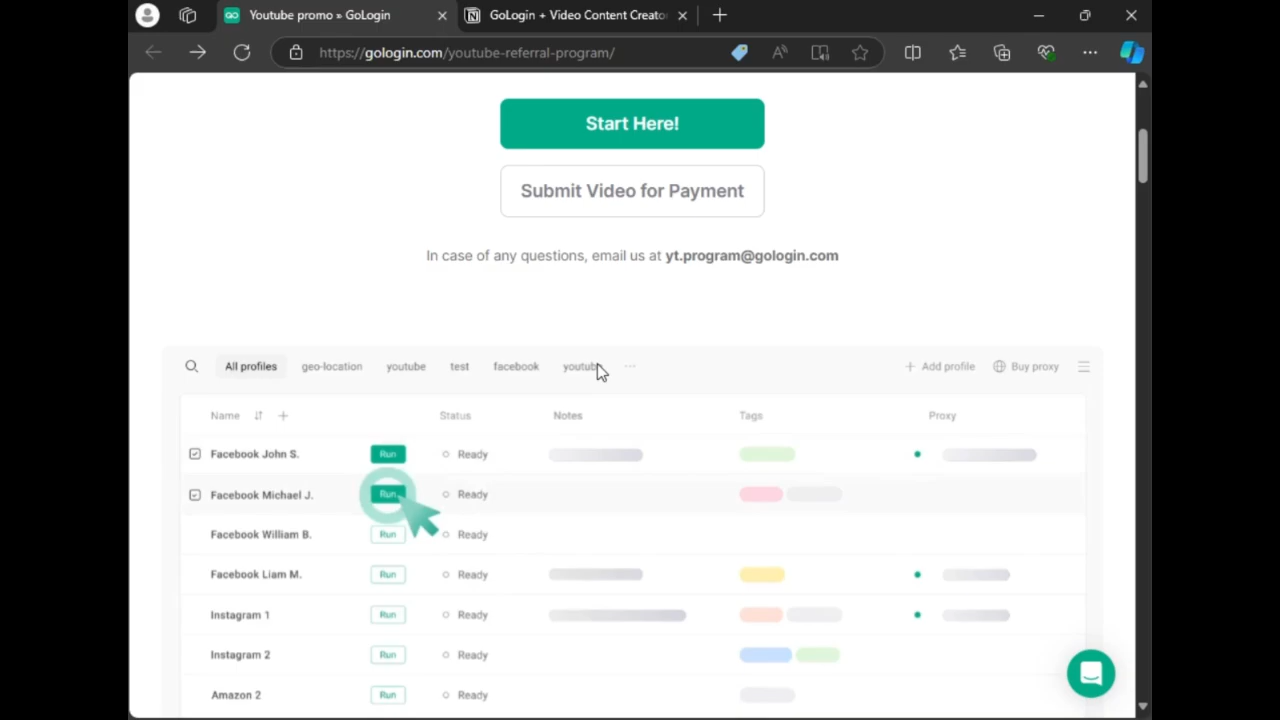 Youtube promo » GoLogin
GoLogin + Video Content Creato
https://gologin.com/youtube-referral-program/
Start Here!
Submit Video for Payment
In case of any questions, email us at yt.program@gologin.com
All profiles geo-location youtube test facebook youtube ... + Add profile Buy proxy
Name Status Notes Tags Proxy
Facebook John S. Run Ready
Facebook Michael J. Run Ready
Facebook William B. Run Ready
Facebook Liam M. Run Ready
Instagram 1 Run Ready
Instagram 2 Run Ready
Amazon 2 Run Ready